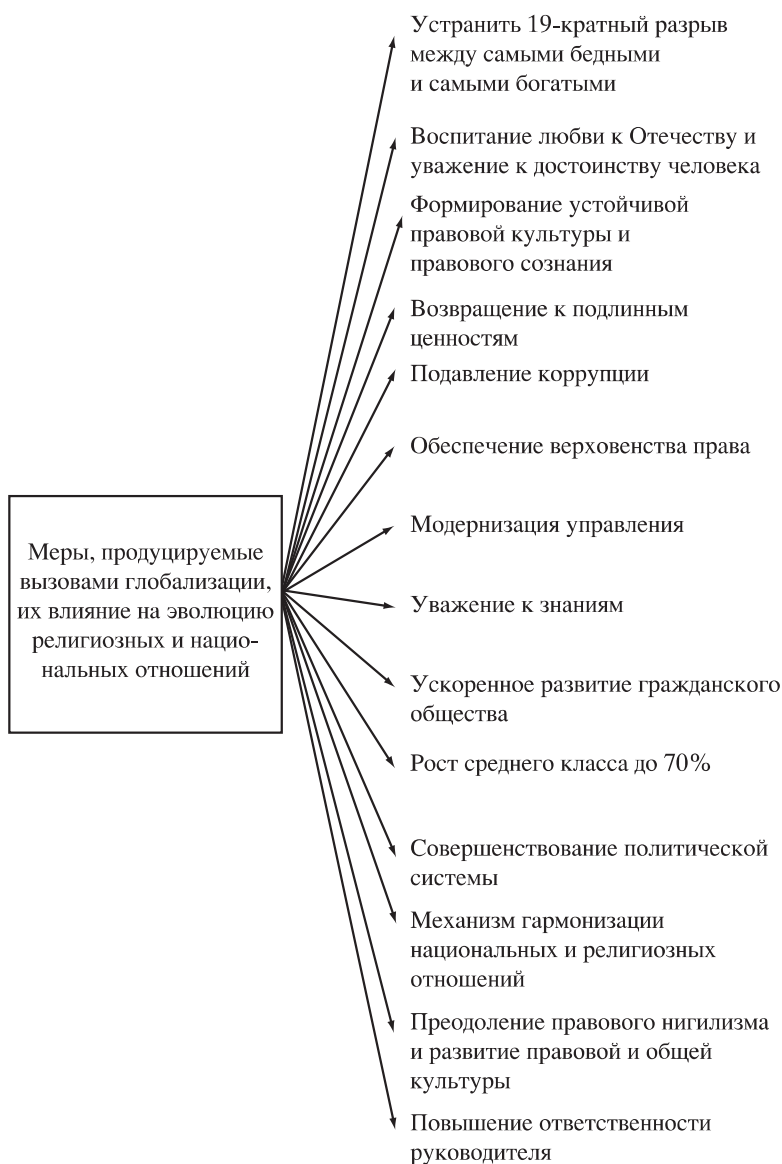 Устранить 19-кратный разрыв
между самыми бедными
и самыми богатыми
Воспитание любви к Отечеству и
уважение к достоинству человека
Формирование устойчивой
правовой культуры и
правового сознания
Возвращение к подлинным
ценностям
Подавление коррупции
Обеспечение верховенства права
Модернизация управления
Меры, продуцируемые
вызовами глобализации,
их влияние на эволюцию
религиозных и нацио-
нальных отношений
Уважение к знаниям
Ускоренное развитие гражданского
общества
Рост среднего класса до 70%
Совершенствование политической
системы
Механизм гармонизации
национальных и религиозных
отношений
Преодоление правового нигилизма
и развитие правовой и общей
культуры
Повышение ответственности
руководителя